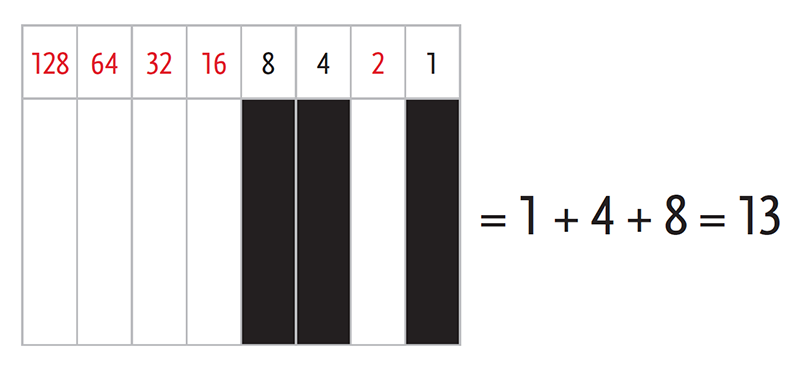 128 64 32 16 8 4 2 1
= 1 + 4 + 8 = 13